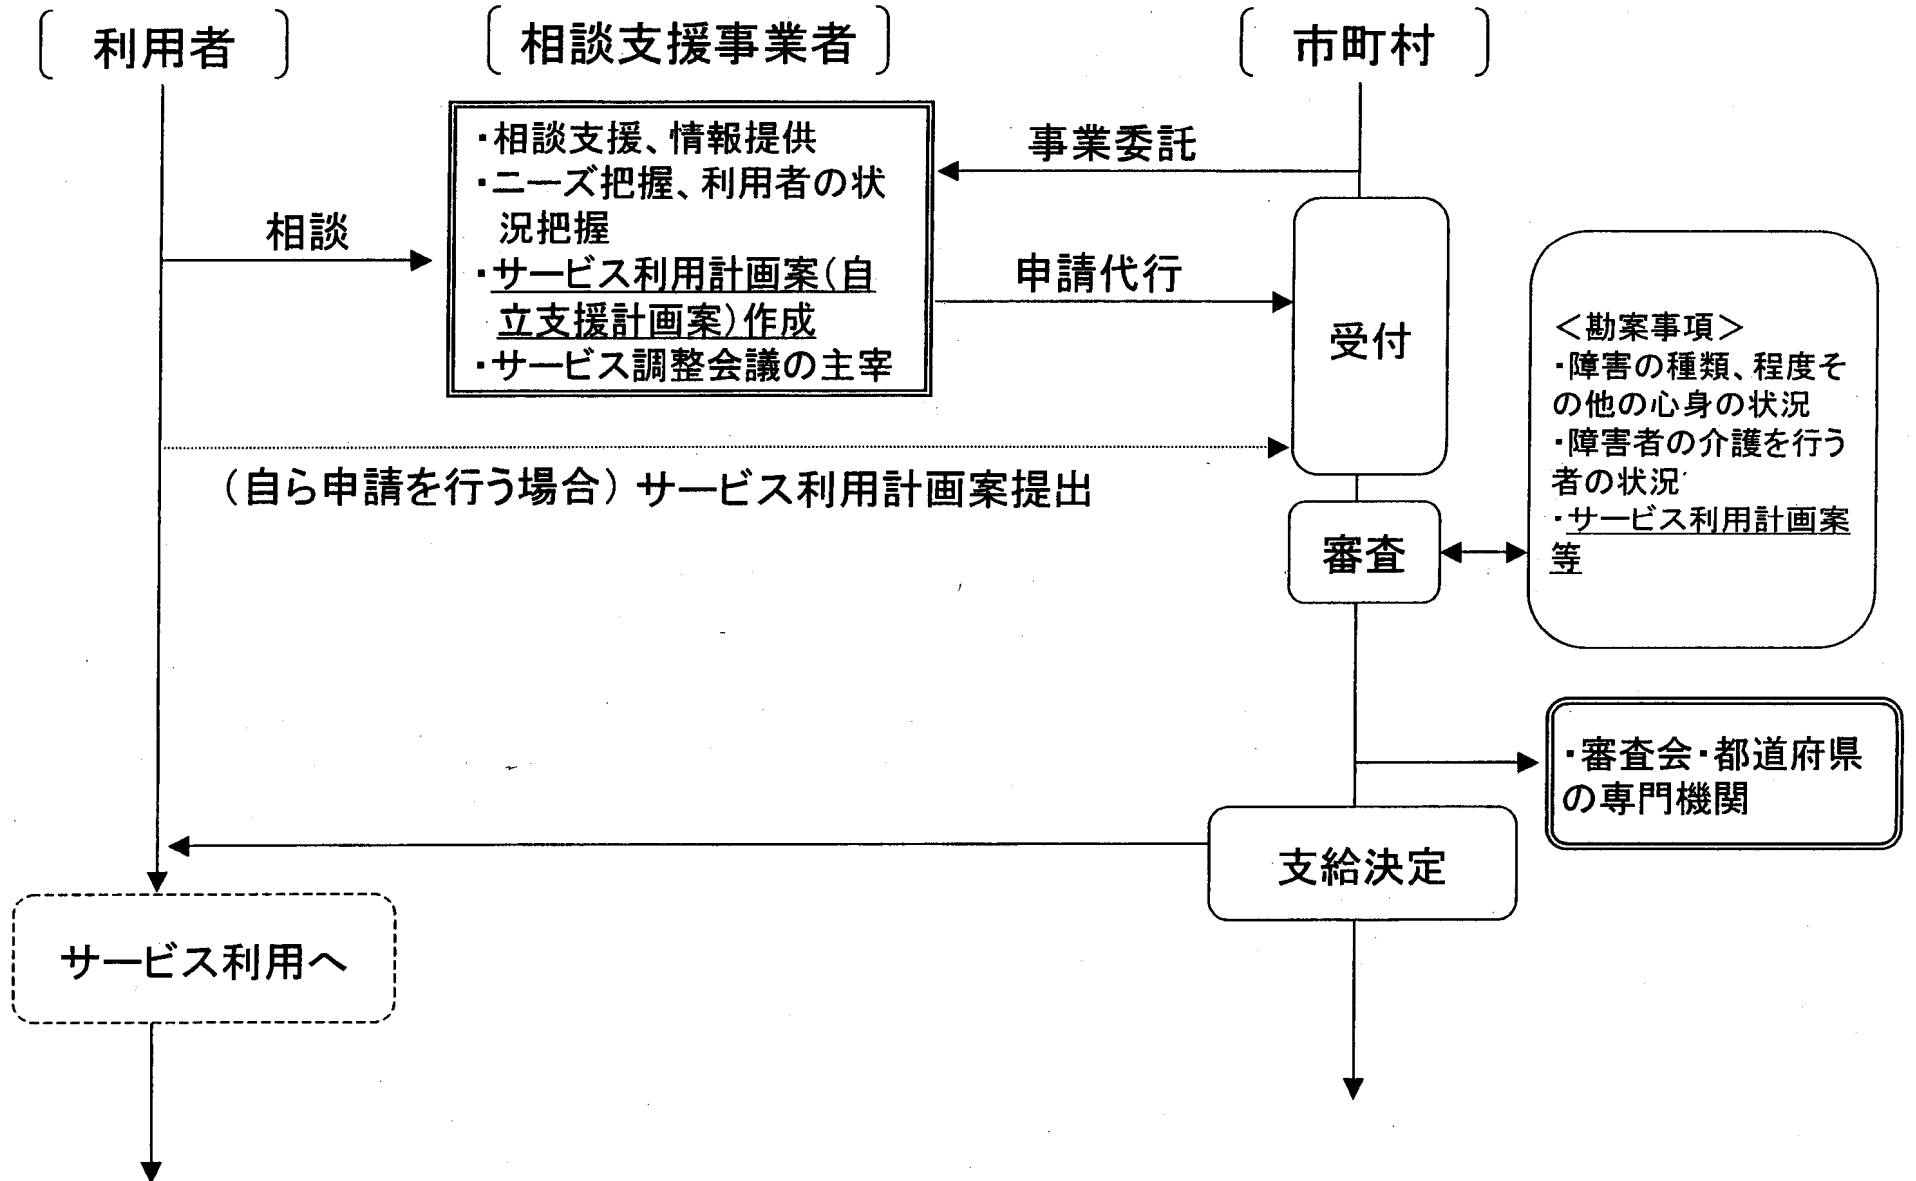 利用者
相談支援事業者
市町村
・相談支援、情報提供
・ニーズ把握、利用者の状
況把握
・サービス利用計画案(自
立支援計画案)作成
・サービス調整会議の主宰
事業委託
相談
申請代行
受付
<勘案事項>
・障害の種類、程度そ
の他の心身の状況
・障害者の介護を行う
者の状況
・サービス利用計画案
等
(自ら申請を行う場合)サービス利用計画案提出
審査
・審査会・都道府県
の専門機関
支給決定
サービス利用へ